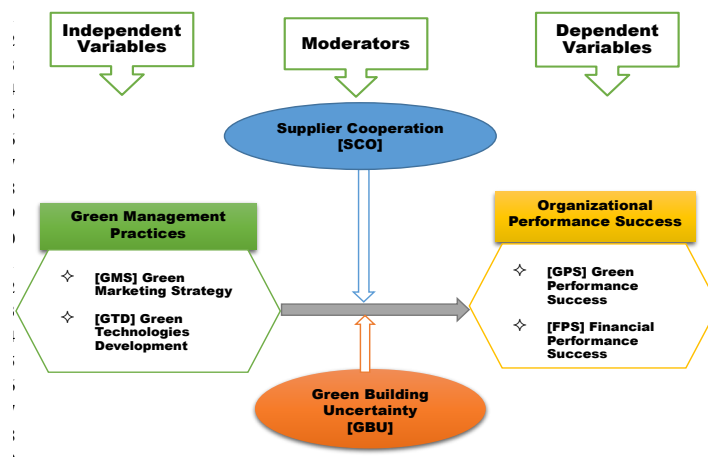 Independent
Variables
Moderators
Dependent
Variables
Supplier Cooperation
[SCO]
Green Management
Practices
[GMS] Green
Marketing Strategy
[GTD] Green
Technologies
Development
Organizational
Performance Success
[GPS] Green
Performance
Success
[FPS] Financial
Performance
Success
Green Building
Uncertainty
[GBU]